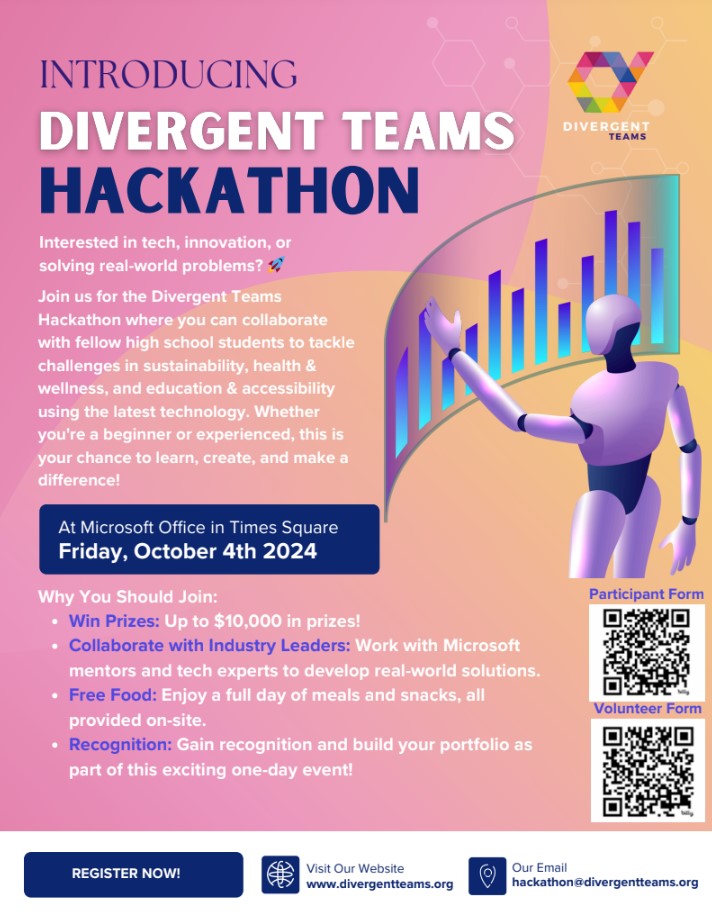 INTRODUCING
DIVERGENT TEAMS
HACKATHON
DIVERGENT
TEAMS
Interested in tech, innovation, or
solving real-world problems? 🚀
Join us for the Divergent Teams
Hackathon where you can collaborate
with fellow high school students to tackle
challenges in sustainability, health &
wellness, and education & accessibility
using the latest technology. Whether
you're a beginner or experienced, this is
your chance to learn, create, and make a
difference!
At Microsoft Office in Times Square
Friday, October 4th 2024
Why You Should Join:
• Win Prizes: Up to $10,000 in prizes!
• Collaborate with Industry Leaders: Work with Microsoft
mentors and tech experts to develop real-world solutions.
• Free Food: Enjoy a full day of meals and snacks, all
provided on-site.
• Recognition: Gain recognition and build your portfolio as
part of this exciting one-day event!
Participant Form
Volunteer Form
REGISTER NOW!
Visit Our Website
www.divergentteams.org
Our Email
hackathon@divergentteams.org